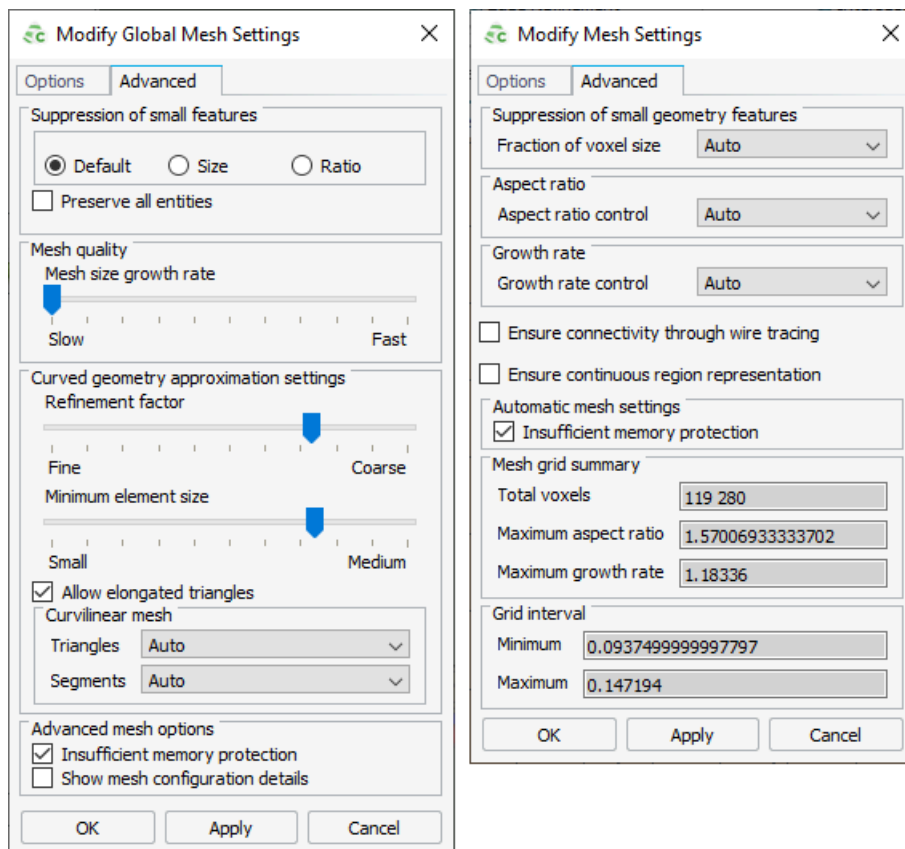 Modify Global Mesh Settings
Options Advanced
Suppression of small features
Default Size Ratio
Preserve all entities
Mesh quality
Mesh size growth rate
Slow Fast
Curved geometry approximation settings
Refinement factor
Fine Coarse
Minimum element size
Small Medium
Allow elongated triangles
Curvilinear mesh
Triangles Auto
Segments Auto
Advanced mesh options
Insufficient memory protection
Show mesh configuration details
OK Apply Cancel
Modify Mesh Settings
Options Advanced
Suppression of small geometry features
Fraction of voxel size Auto
Aspect ratio
Aspect ratio control Auto
Growth rate
Growth rate control Auto
Ensure connectivity through wire tracing
Ensure continuous region representation
Automatic mesh settings
Insufficient memory protection
Mesh grid summary
Total voxels 119 280
Maximum aspect ratio 1.57006933333702
Maximum growth rate 1.18336
Grid interval
Minimum 0.0937499999997797
Maximum 0.147194
OK Apply Cancel